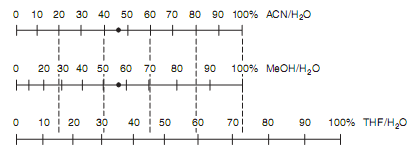 0 10 20 30 40 50 60 70 80 90 100% ACN/H₂O
0 20 30 40 50 60 70 80 90 100% MeOH/H₂O
0 10 20 30 40 50 60 70 80 90 100% THF/H₂O